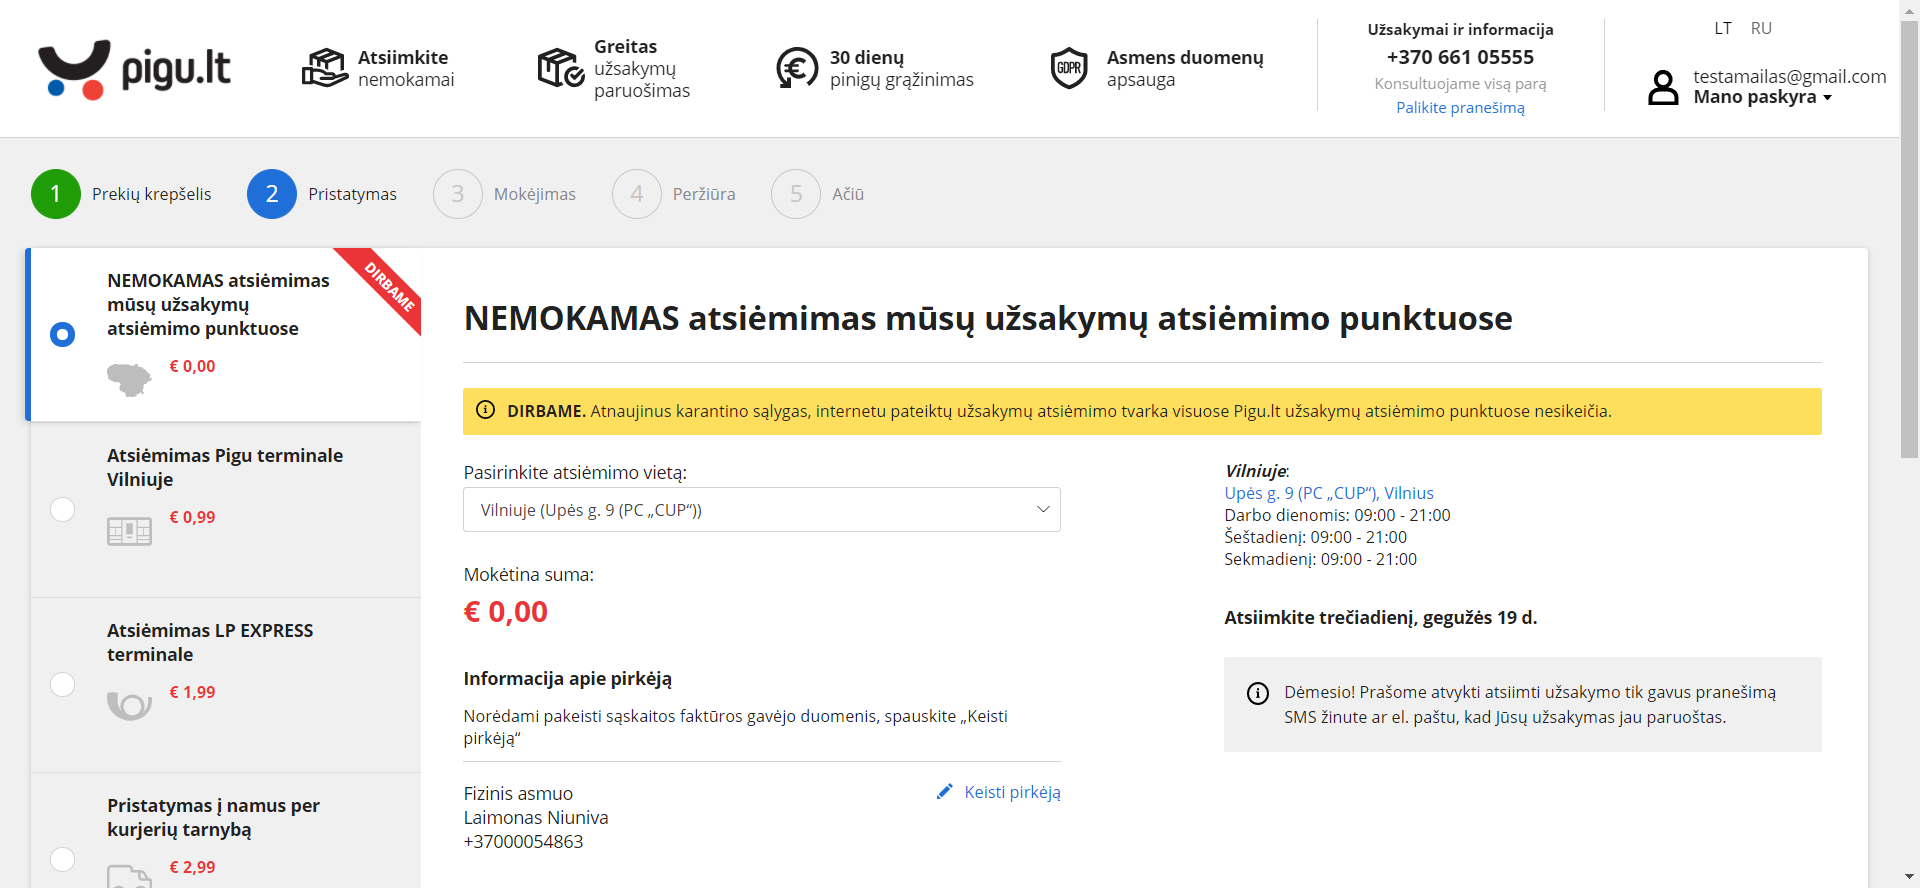 pigu.lt
Atsiimkite
nemokamai
Greitas
užsakymų
paruošimas
30 dienų
pinigų grąžinimas
GDPR
Asmens duomenų
apsauga
Užsakymai ir informacija
+370 661 05555
Konsultuojame visą parą
Palikite pranešimą
LT RU
testamailas@gmail.com
Mano paskyra
1 Prekių krepšelis 2 Pristatymas 3 Mokėjimas 4 Peržiūra 5 Ačiū
NEMOKAMAS atsiėmimas
mūsų užsakymų
atsiėmimo punktuose
€ 0,00
DIRBAME
Atsiėmimas Pigu terminale
Vilniuje
€ 0,99
Atsiėmimas LP EXPRESS
terminale
€ 1,99
Pristatymas į namus per
kurjerių tarnybą
€ 2,99
NEMOKAMAS atsiėmimas mūsų užsakymų atsiėmimo punktuose
DIRBAME. Atnaujinus karantino sąlygas, internetu pateiktų užsakymų atsiėmimo tvarka visuose Pigu.lt užsakymų atsiėmimo punktuose nesikeičia.
Pasirinkite atsiėmimo vietą:
Vilniuje (Upės g. 9 (PC „CUP“))
Mokėtina suma:
€ 0,00
Informacija apie pirkėją
Norėdami pakeisti sąskaitos faktūros gavėjo duomenis, spauskite „Keisti
pirkėją“
Fizinis asmuo
Laimonas Niuniva
+37000054863
Keisti pirkėją
Vilniuje:
Upės g. 9 (PC „CUP“), Vilnius
Darbo dienomis: 09:00 - 21:00
Šeštadienį: 09:00 - 21:00
Sekmadienį: 09:00 - 21:00
Atsiimkite trečiadienį, gegužės 19 d.
Dėmesio! Prašome atvykti atsiimti užsakymo tik gavus pranešimą
SMS žinute ar el. paštu, kad Jūsų užsakymas jau paruoštas.